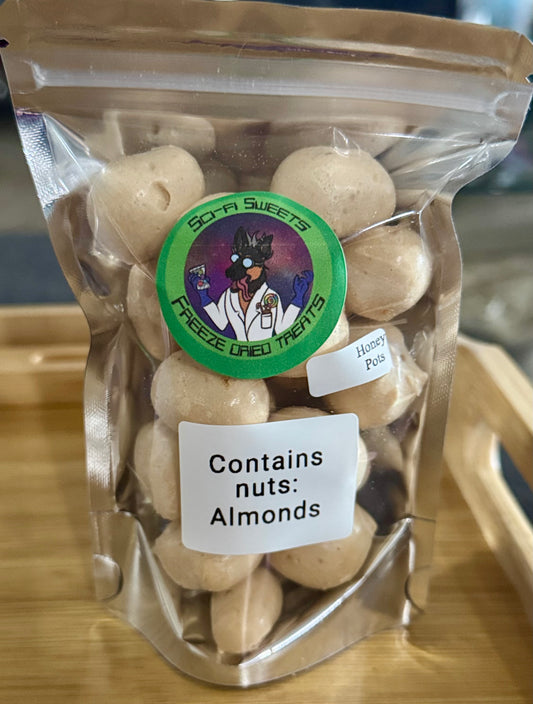 Sci-Fi Sweets
Freeze Dried Treats
Honey
Pots
Contains
nuts:
Almonds